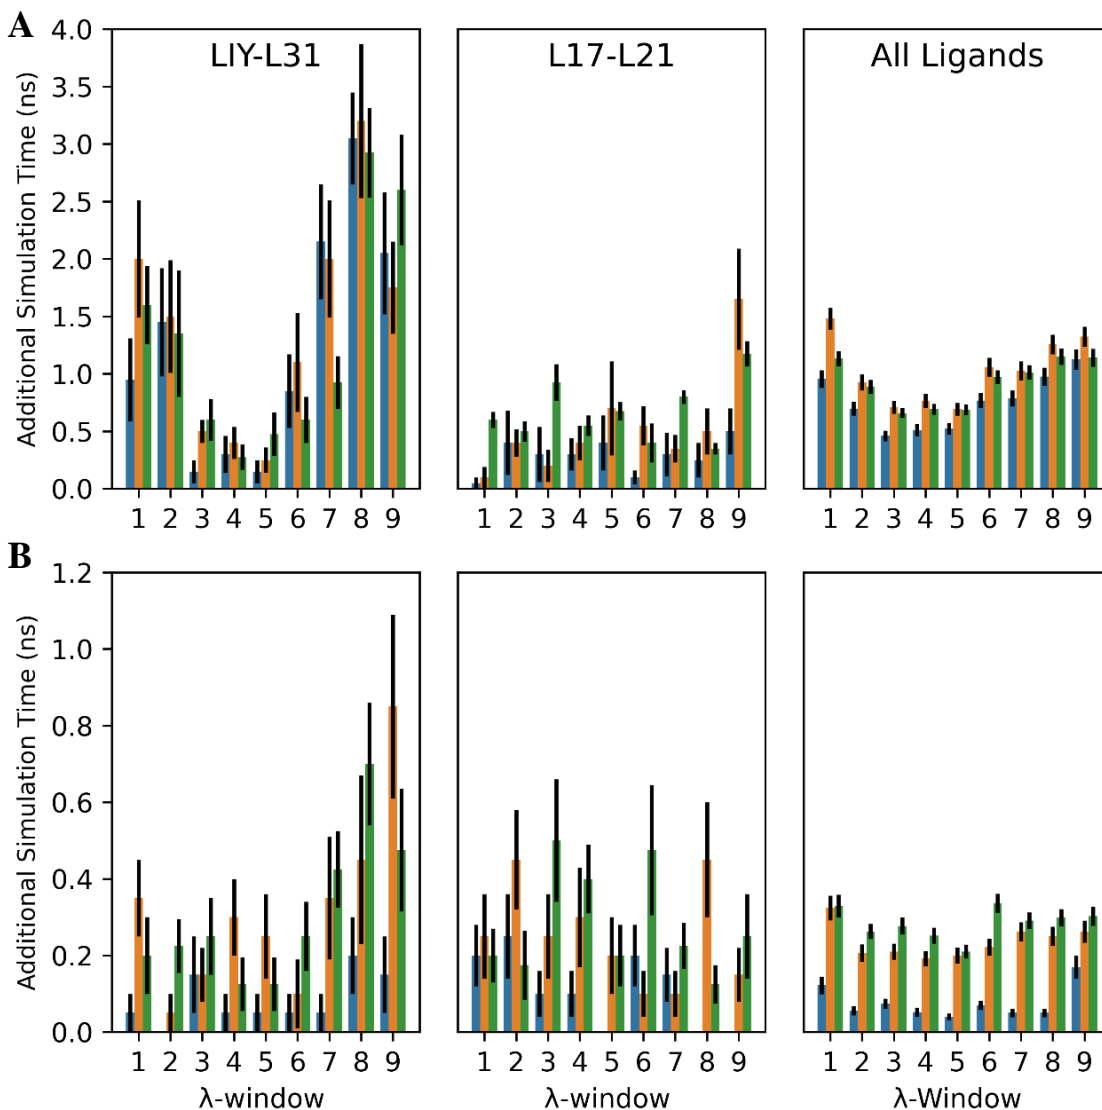 A
LIY-L31
L17-L21
All Ligands
Additional Simulation Time (ns)
4.0
3.5
3.0
2.5
2.0
1.5
1.0
0.5
0.0
1 2 3 4 5 6 7 8 9
1 2 3 4 5 6 7 8 9
1 2 3 4 5 6 7 8 9
B
Additional Simulation Time (ns)
1.2
1.0
0.8
0.6
0.4
0.2
0.0
1 2 3 4 5 6 7 8 9
1 2 3 4 5 6 7 8 9
1 2 3 4 5 6 7 8 9
λ-window
λ-window
λ-Window